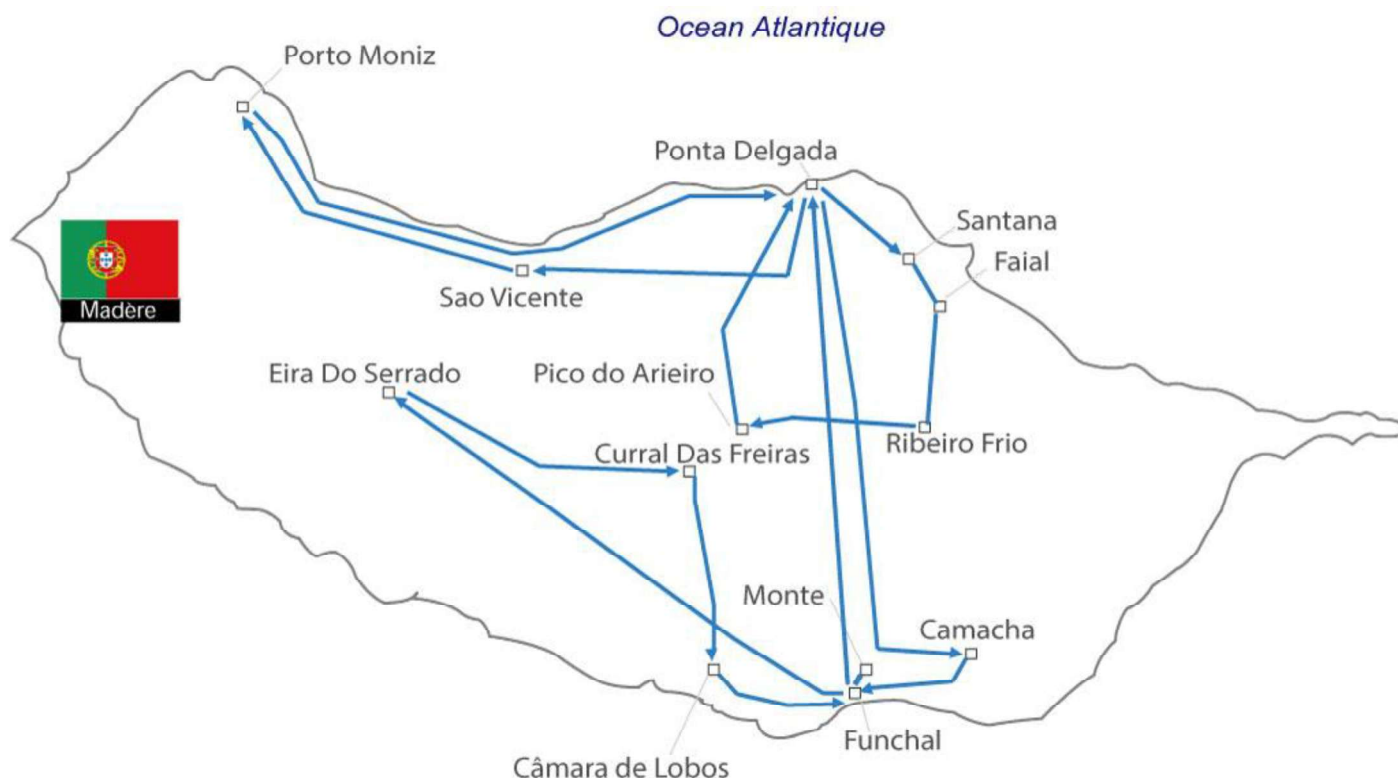 Ocean Atlantique
Porto Moniz
Ponta Delgada
Santana
Faial
Madère
Sao Vicente
Eira Do Serrado
Pico do Arieiro
Ribeiro Frio
Curral Das Freiras
Monte
Camacha
Funchal
Câmara de Lobos